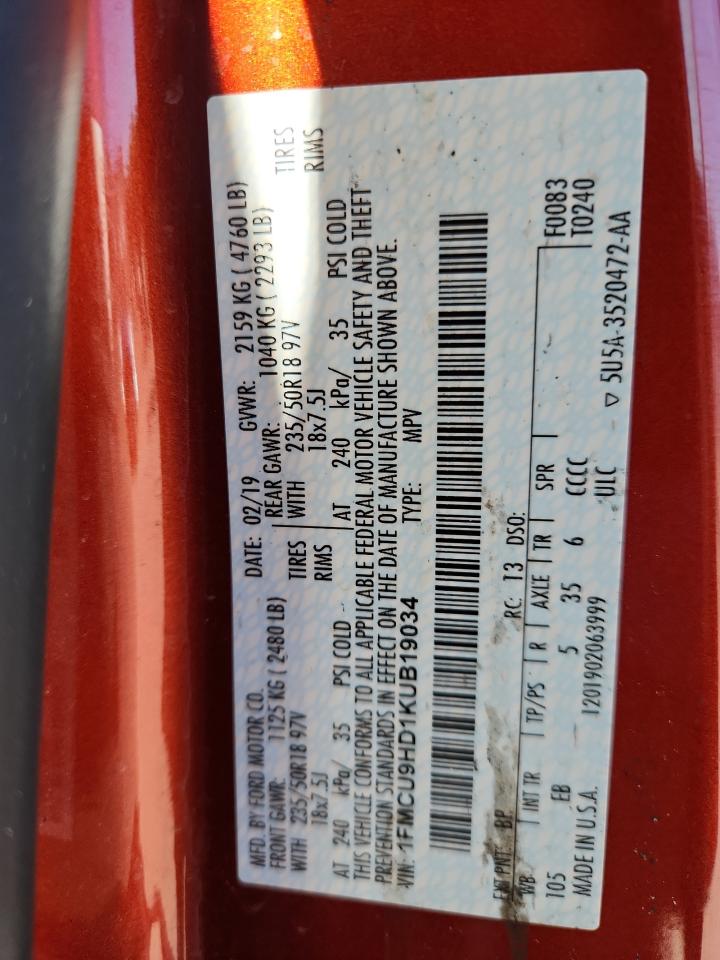 MFD. BY FORD MOTOR CO.
DATE: 02/19 GVWR: 2159 KG ( 4760 LB)
FRONT GAWR: 1125 KG ( 2480 LB) REAR GAWR: 1040 KG ( 2293 LB)
WITH 235/50R18 97V TIRES WITH 235/50R18 97V TIRES
18x7.5J RIMS 18x7.5J RIMS
AT 240 kPa/ 35 PSI COLD AT 240 kPa/ 35 PSI COLD
THIS VEHICLE CONFORMS TO ALL APPLICABLE FEDERAL MOTOR VEHICLE SAFETY AND THEFT
PREVENTION STANDARDS IN EFFECT ON THE DATE OF MANUFACTURE SHOWN ABOVE.
VIN: 1FMCU9HD1KUB19034 TYPE: MPV
EXT PNT: BP RC: 13 DSO: F0083
WB INT TR TP/PS R AXLE TR SPR T0240
105 EB 5 35 6 CCCC
MADE IN U.S.A. 1201902063999 ULC ▽ 5U5A-3520472-AA